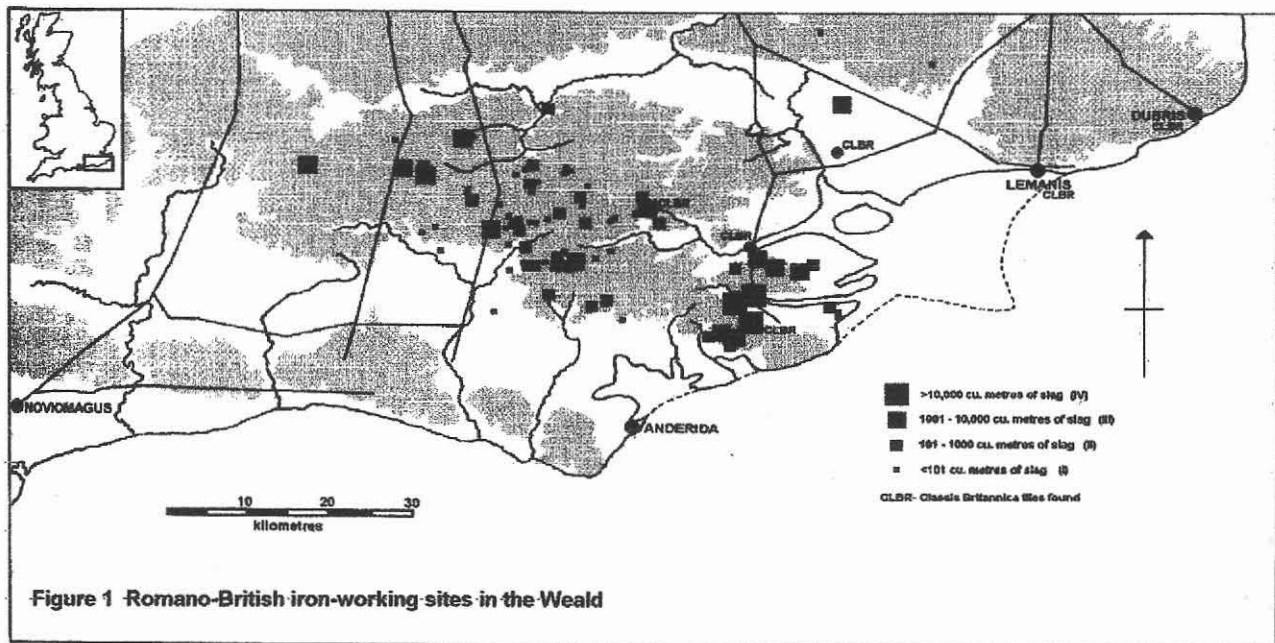 DUBRIS
CLBR
CLBR
LEMANIS
CLBR
CLBR
CLBR
CLBR
NOVIOMAGUS
ANDERIDA
>10,000 cu. metres of slag (IV)
1001 - 10,000 cu. metres of slag (III)
101 - 1000 cu. metres of slag (II)
<101 cu. metres of slag (I)
CLBR- Classis Britannica tiles found
10 20 30
kilometres
Figure 1 Romano-British iron-working sites in the Weald